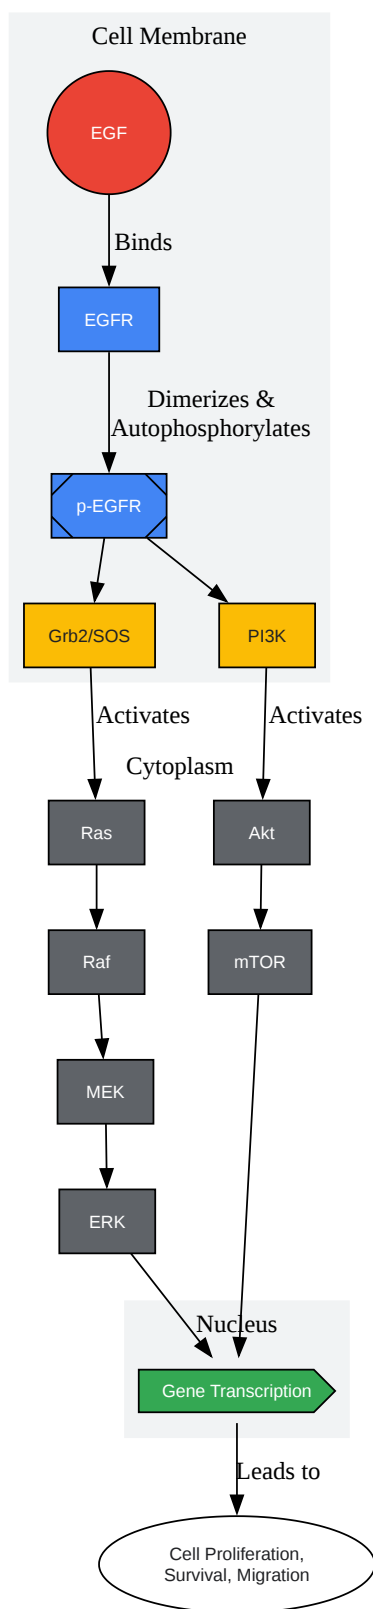 Cell Membrane
EGF
Binds
EGFR
Dimerizes &
Autophosphorylates
p-EGFR
Grb2/SOS
PI3K
Activates
Activates
Cytoplasm
Ras
Akt
Raf
mTOR
MEK
ERK
Nucleus
Gene Transcription
Leads to
Cell Proliferation,
Survival, Migration